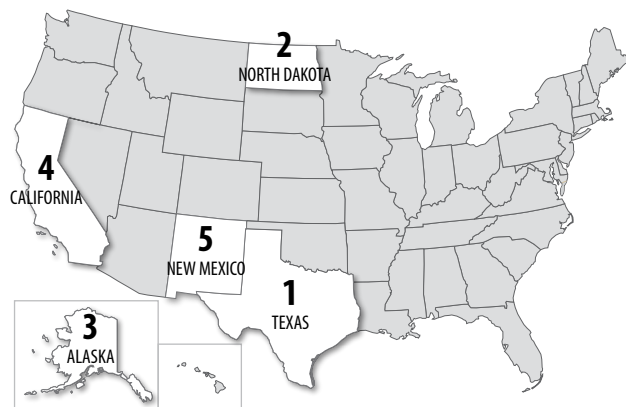 2
NORTH DAKOTA
4
CALIFORNIA
5
NEW MEXICO
1
TEXAS
3
ALASKA